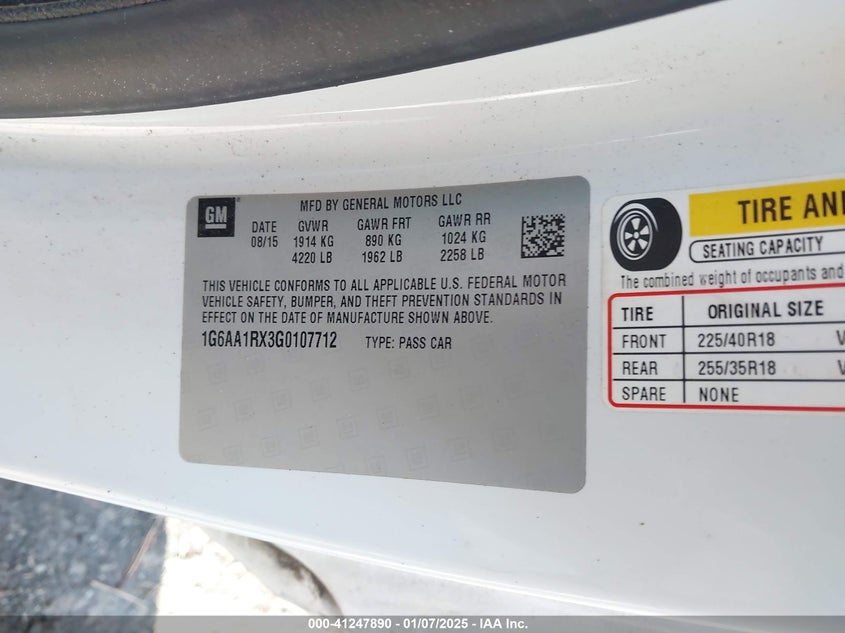 GM
MFD BY GENERAL MOTORS LLC
DATE GVWR GAWR FRT GAWR RR
08/15 1914 KG 890 KG 1024 KG
4220 LB 1962 LB 2258 LB
THIS VEHICLE CONFORMS TO ALL APPLICABLE U.S. FEDERAL MOTOR
VEHICLE SAFETY, BUMPER, AND THEFT PREVENTION STANDARDS IN
EFFECT ON THE DATE OF MANUFACTURE SHOWN ABOVE.
1G6AA1RX3G0107712 TYPE: PASS CAR
TIRE AND
SEATING CAPACITY
The combined weight of occupants and
TIRE ORIGINAL SIZE
FRONT 225/40R18
REAR 255/35R18
SPARE NONE
000-41247890 - 01/07/2025 - IAA Inc.